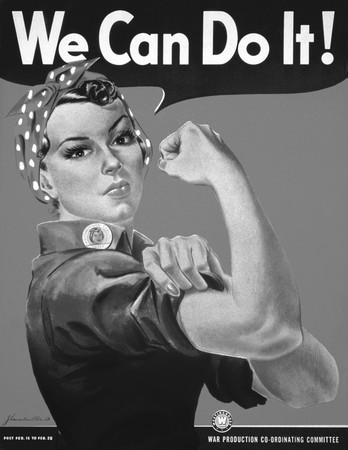 We Can Do It!
POST FEB. 15 TO FEB. 28
WAR PRODUCTION CO-ORDINATING COMMITTEE